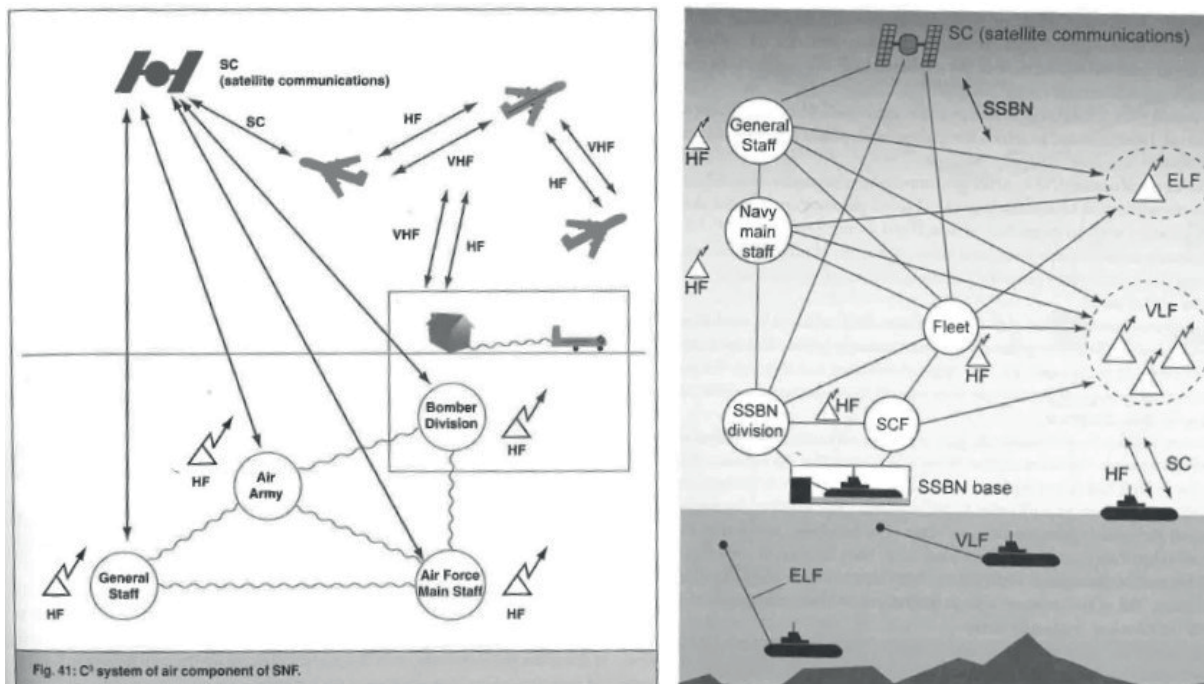 SC
(satellite communications)
SC
HF
VHF
HF
VHF
VHF
HF
Bomber
Division
HF
HF
Air
Army
General
Staff
HF
Air Force
Main Staff
HF
Fig. 41: C³ system of air component of SNF.
SC (satellite communications)
SSBN
General
Staff
HF
ELF
Navy
main
staff
HF
VLF
Fleet
HF
SSBN
division
HF
SCF
SSBN base
HF
SC
VLF
ELF